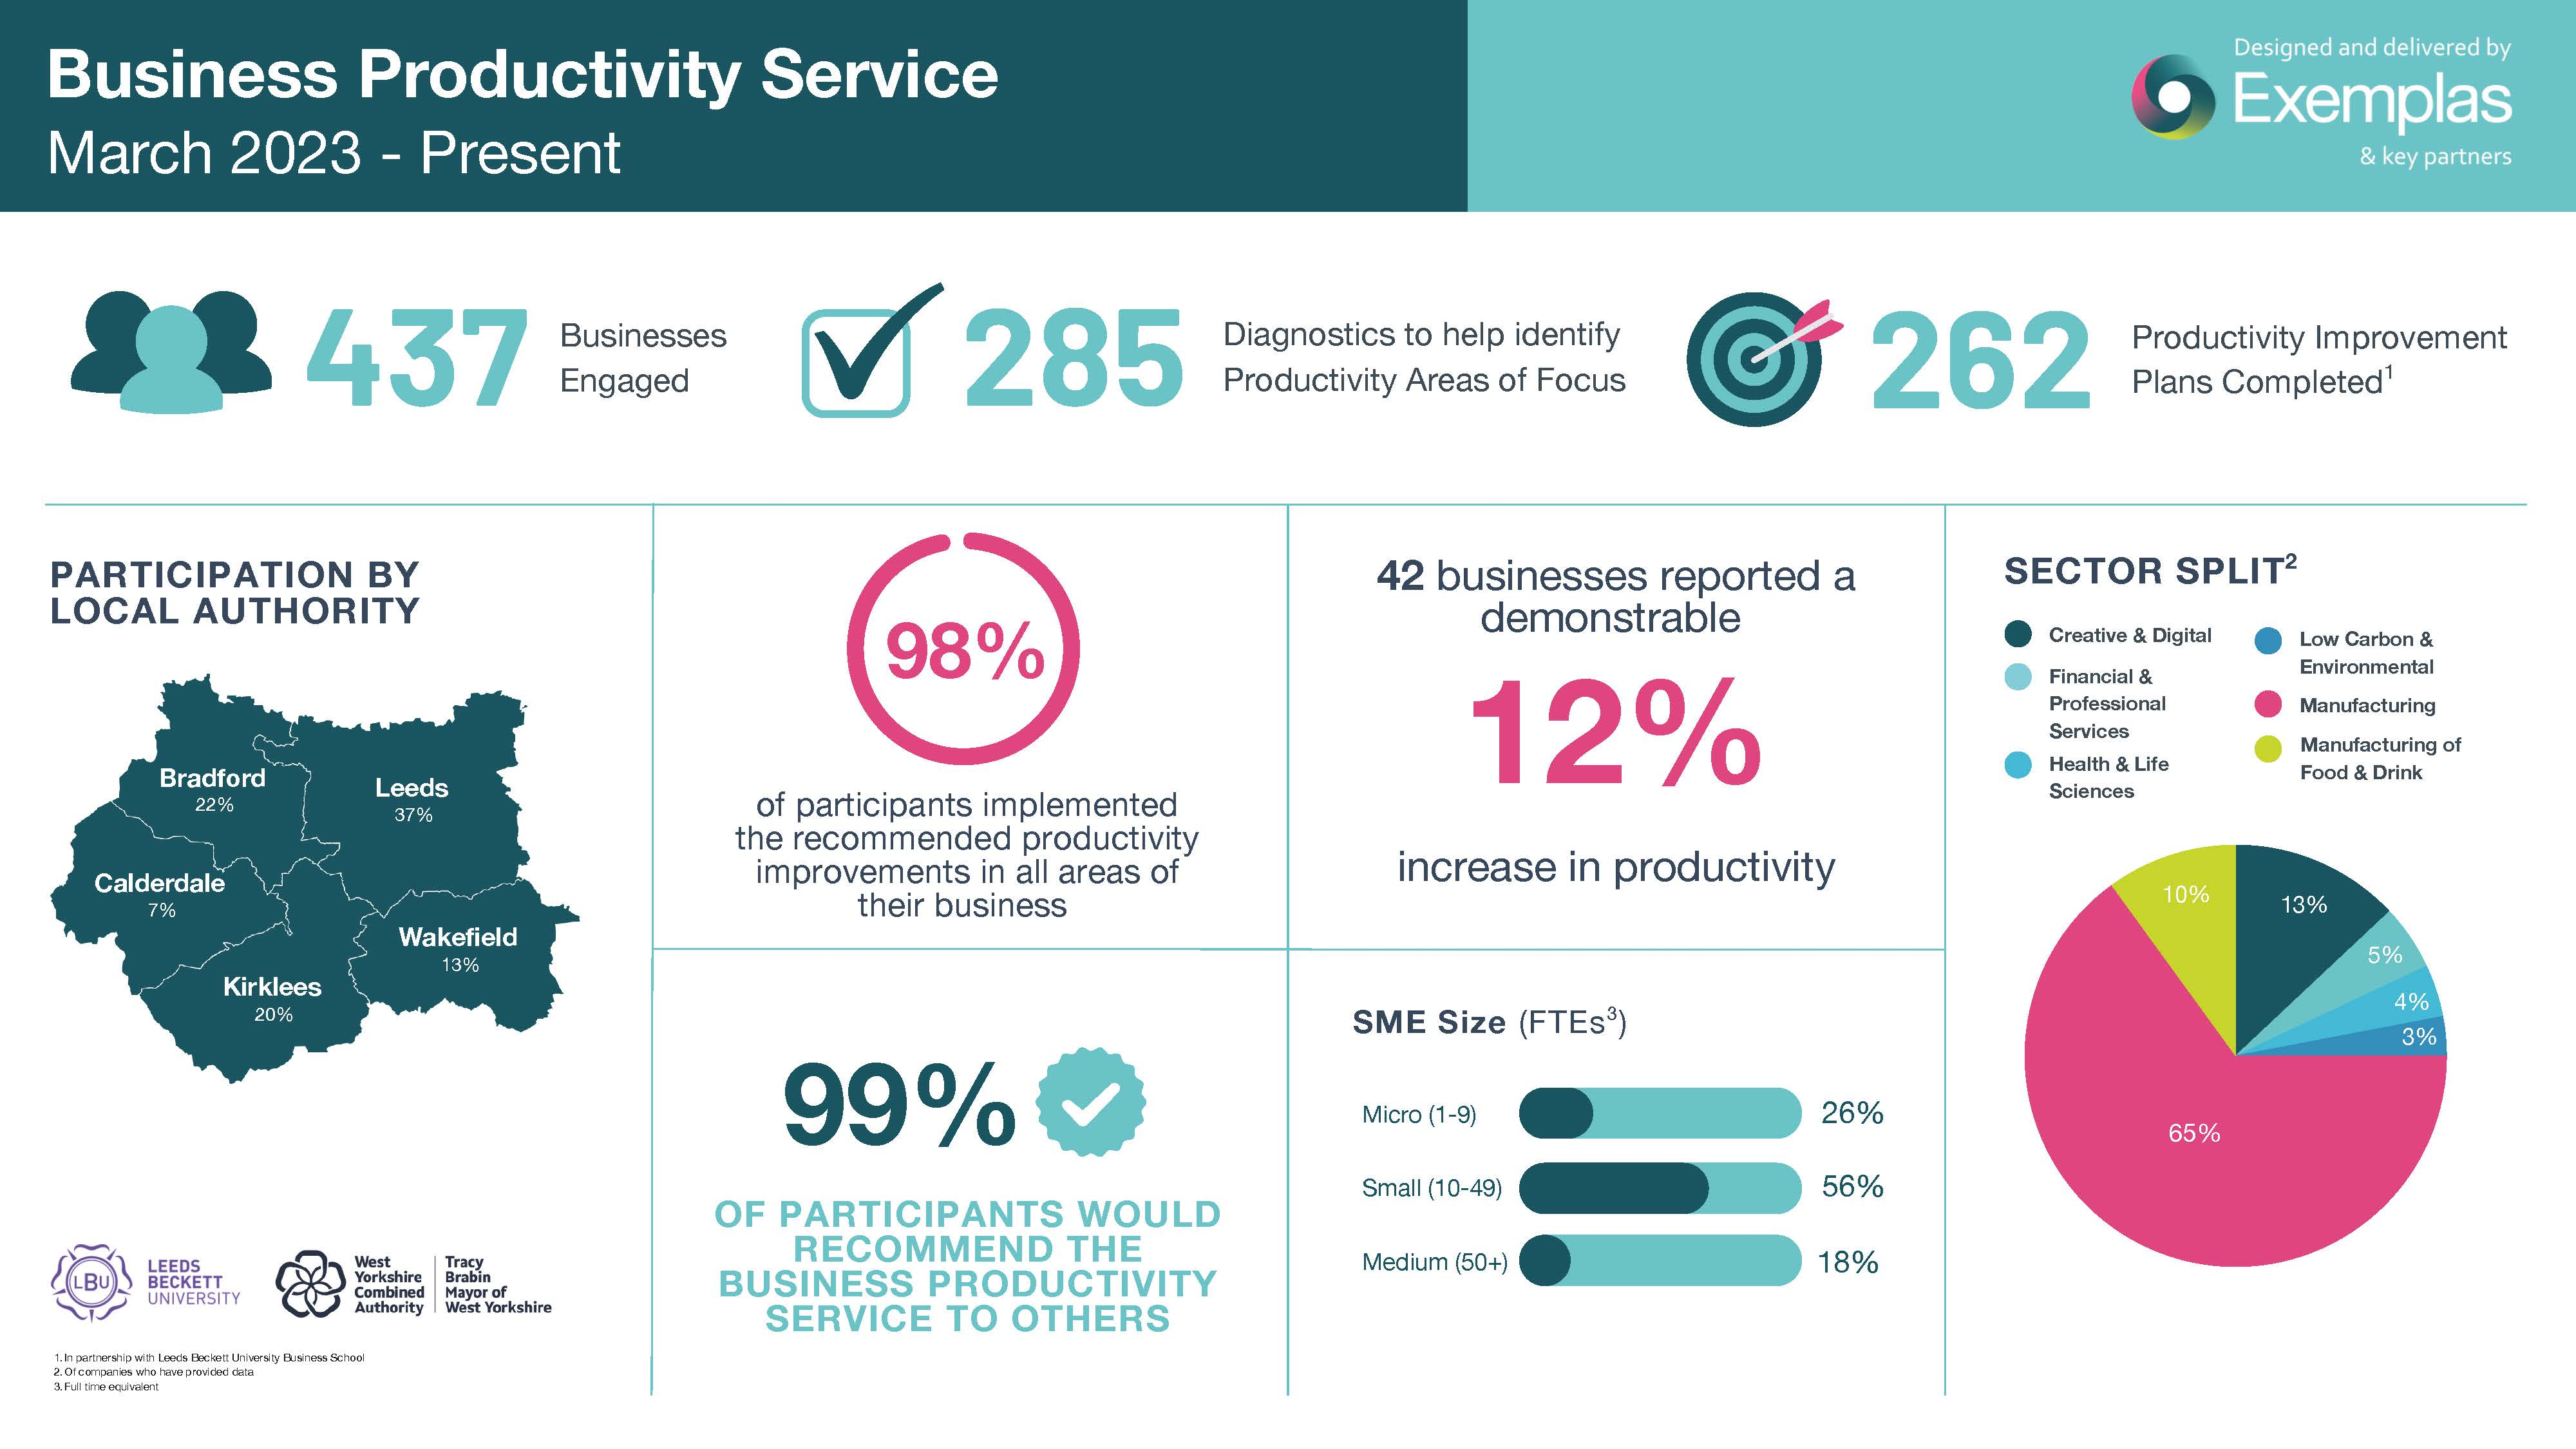 Business Productivity Service
March 2023 - Present
Designed and delivered by
Exemplas
& key partners
437
Businesses
Engaged
285
Diagnostics to help identify
Productivity Areas of Focus
262
Productivity Improvement
Plans Completed¹
PARTICIPATION BY
LOCAL AUTHORITY
Bradford
22%
Leeds
37%
Calderdale
7%
Wakefield
13%
Kirklees
20%
LBU
LEEDS
BECKETT
UNIVERSITY
West
Yorkshire
Combined
Authority
Tracy
Brabin
Mayor of
West Yorkshire
1. In partnership with Leeds Beckett University Business School
2. Of companies who have provided data
3. Full time equivalent
98%
of participants implemented
the recommended productivity
improvements in all areas of
their business
99%
OF PARTICIPANTS WOULD
RECOMMEND THE
BUSINESS PRODUCTIVITY
SERVICE TO OTHERS
42 businesses reported a
demonstrable
12%
increase in productivity
SME Size (FTEs³)
Micro (1-9)
26%
Small (10-49)
56%
Medium (50+)
18%
SECTOR SPLIT²
Creative & Digital
Financial &
Professional
Services
Health & Life
Sciences
Low Carbon &
Environmental
Manufacturing
Manufacturing of
Food & Drink
10%
13%
5%
4%
3%
65%